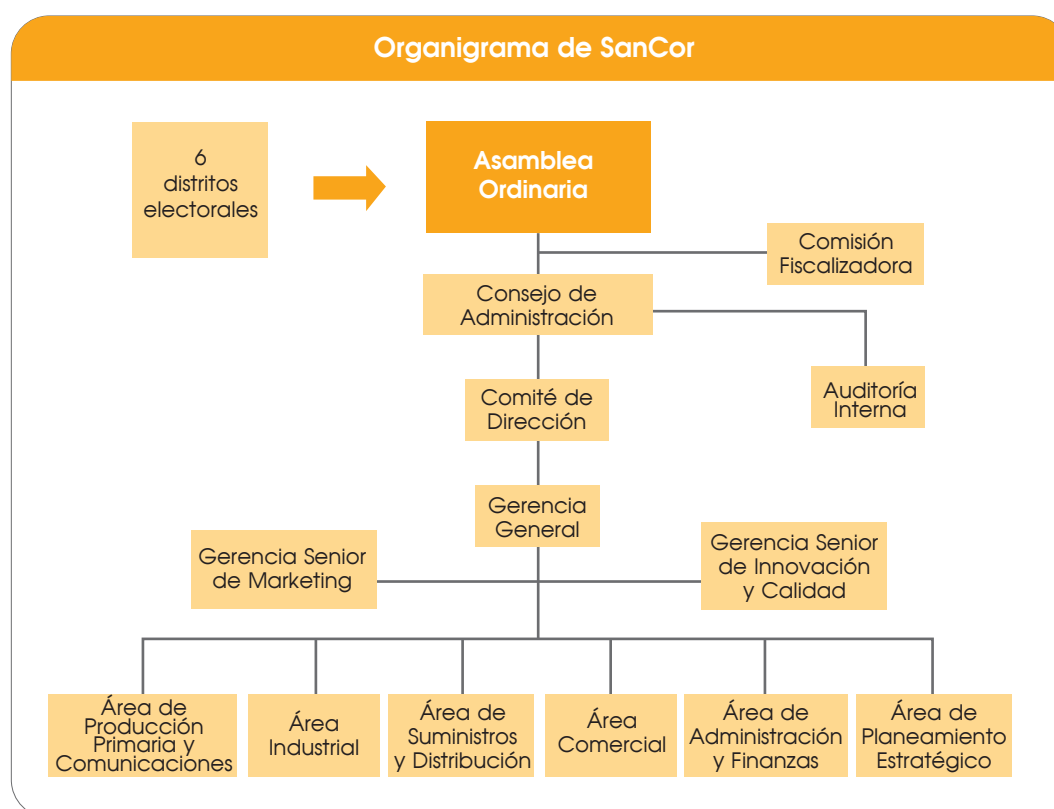 Organigrama de SanCor
6
distritos
electorales
Asamblea
Ordinaria
Comisión
Fiscalizadora
Consejo de
Administración
Auditoría
Interna
Comité de
Dirección
Gerencia
General
Gerencia Senior
de Marketing
Gerencia Senior
de Innovación
y Calidad
Área de
Producción
Primaria y
Comunicaciones
Área
Industrial
Área de
Suministros
y Distribución
Área
Comercial
Área de
Administración
y Finanzas
Área de
Planeamiento
Estratégico